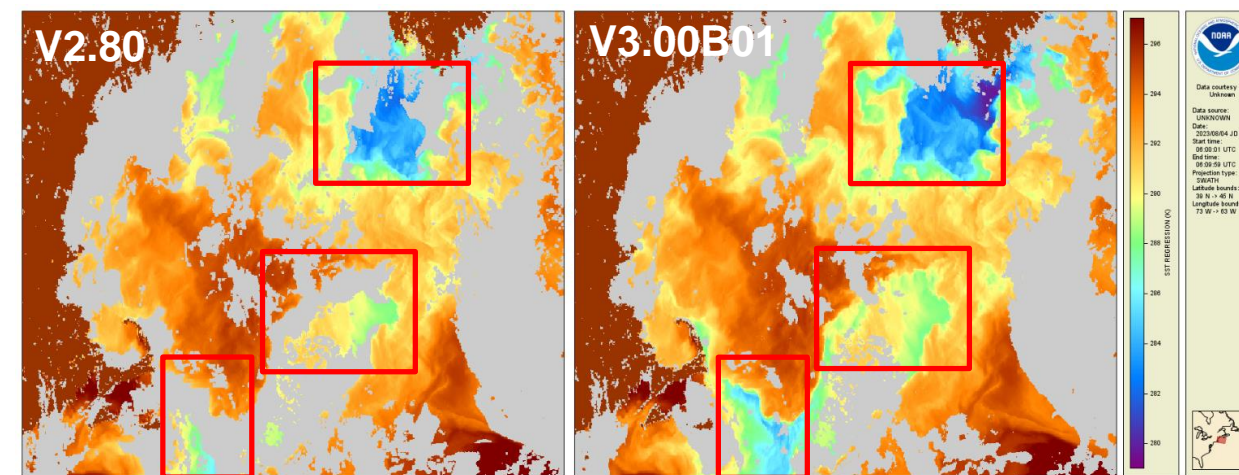 V2.80
V3.00B01
296
294
292
290
288
286
284
282
280
SST REGRESSION (K)
NOAA
Data courtesy
Unknown
Data source:
UNKNOWN
Date:
2023/08/04 JD
Start time:
06:00:01 UTC
End time:
06:09:59 UTC
Projection type:
SWATH
Latitude bounds:
39 N -> 45 N
Longitude bound
73 W -> 63 W